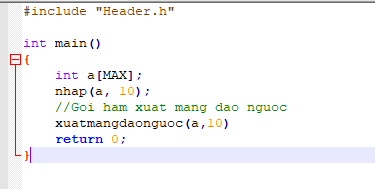 #include "Header.h"
int main()
{
int a[MAX];
nhap(a, 10);
//Goi ham xuat mang dao nguoc
xuatmangdaonguoc(a,10)
return 0;
}